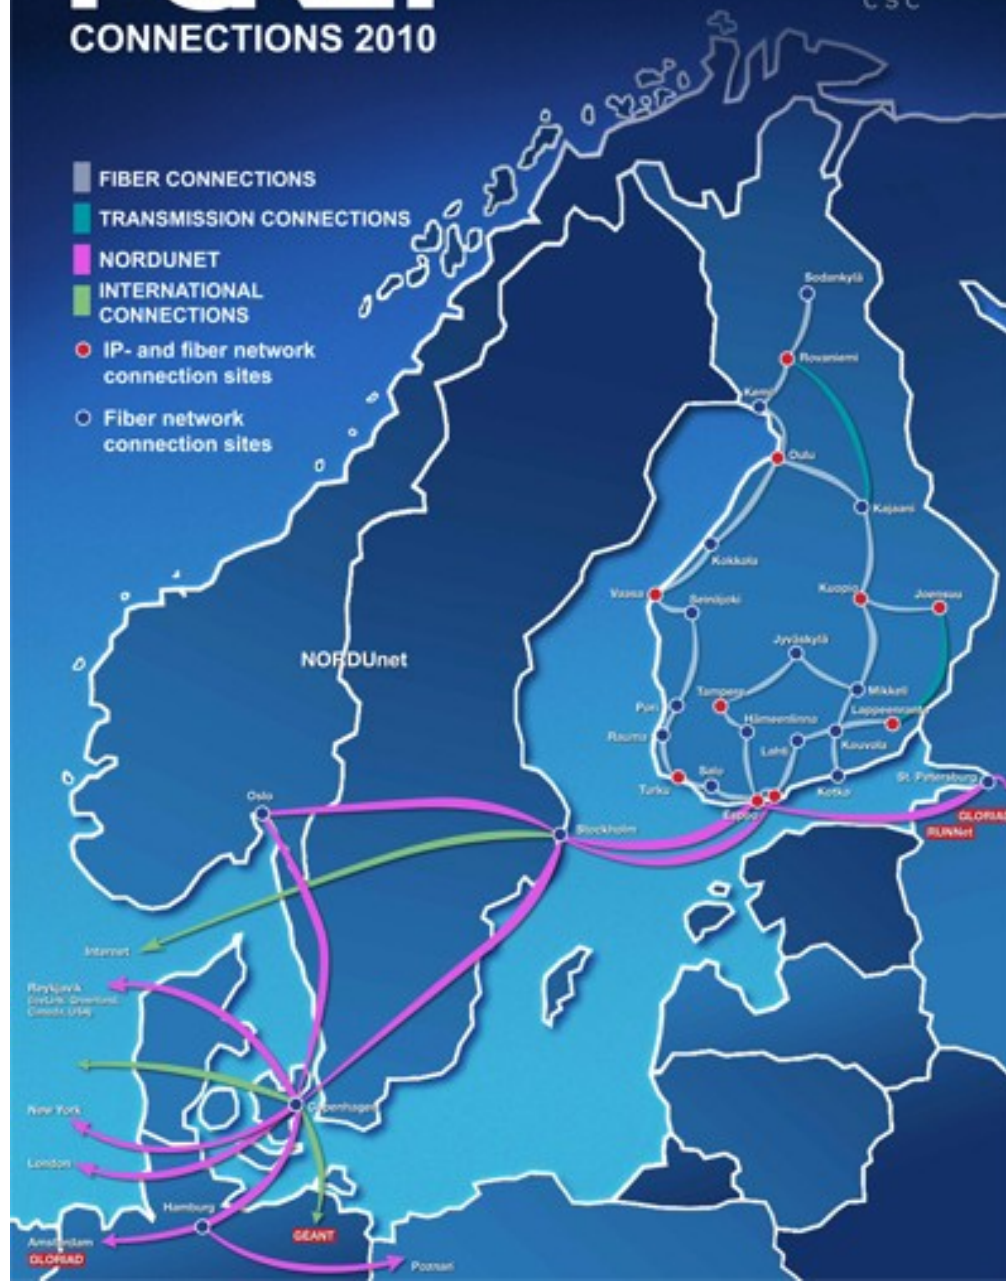 CSC
CONNECTIONS 2010
FIBER CONNECTIONS
TRANSMISSION CONNECTIONS
NORDUNET
INTERNATIONAL
CONNECTIONS
IP- and fiber network
connection sites
Fiber network
connection sites
Sodankylä
Rovaniemi
Kemi
Oulu
Kajaani
Kokkola
Vaasa
Seinäjoki
Kuopio
Joensuu
Jyväskylä
NORDUnet
Tampere
Mikkeli
Pori
Lappeenranta
Hämeenlinna
Rauma
Lahti
Kouvola
Salo
Turku
Kotka
St. Petersburg
Espoo
GLORIAD
RUNNet
Oslo
Stockholm
Internet
Reykjavik
Copenhagen
New York
London
Hamburg
GEANT
Amsterdam
GLORIAD
Poznan